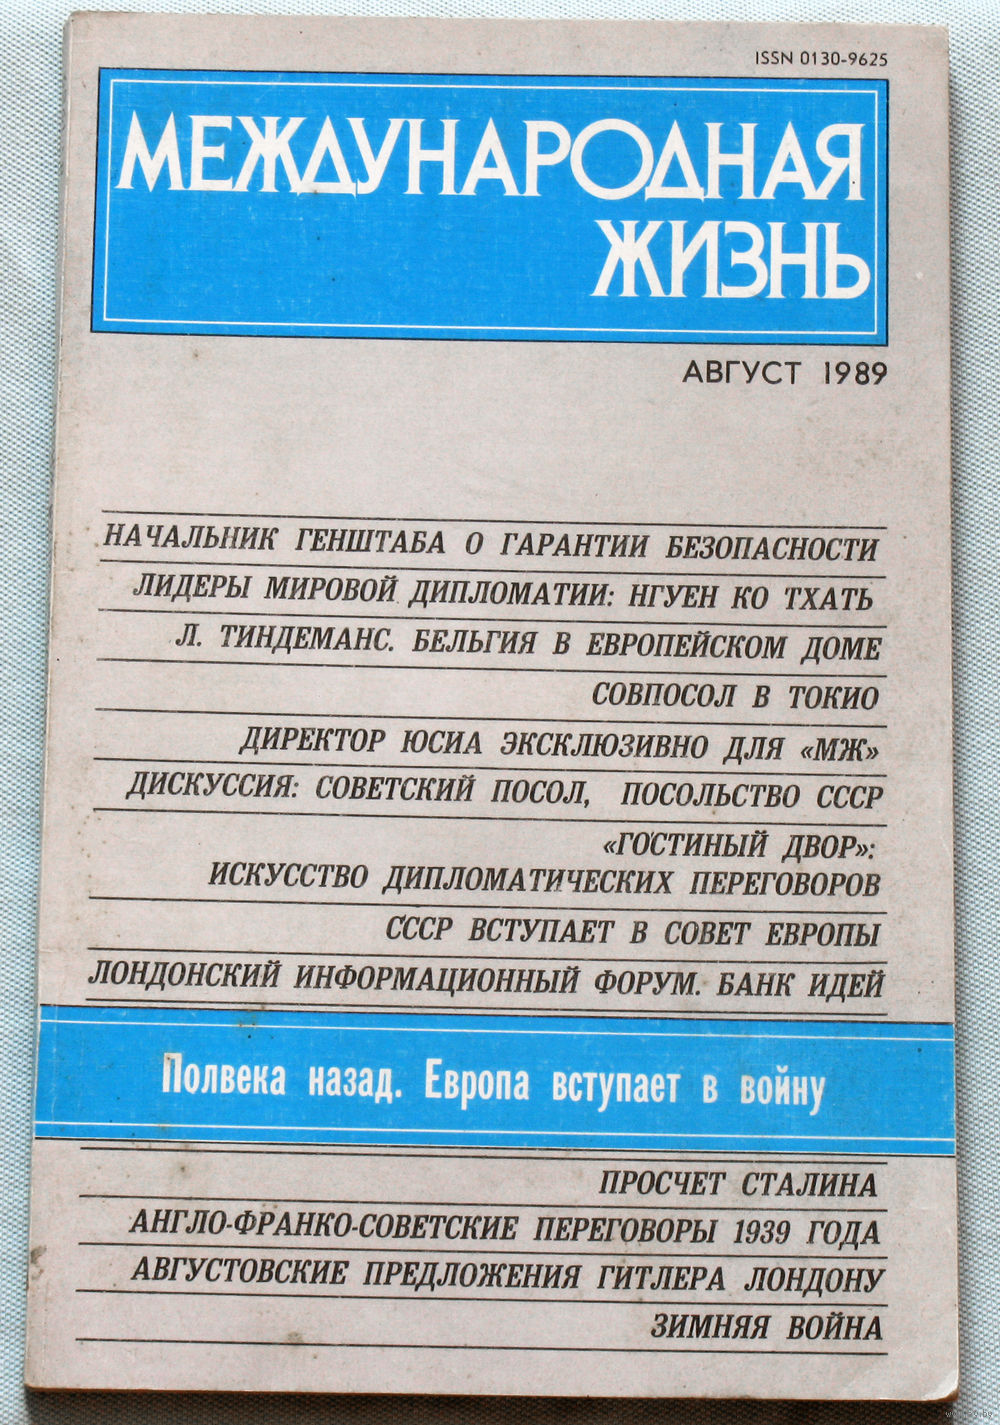 ISSN 0130-9625
МЕЖДУНАРОДНАЯ
ЖИЗНЬ
АВГУСТ 1989
НАЧАЛЬНИК ГЕНШТАБА О ГАРАНТИИ БЕЗОПАСНОСТИ
ЛИДЕРЫ МИРОВОЙ ДИПЛОМАТИИ: НГУЕН КО ТХАТЬ
Л. ТИНДЕМАНС. БЕЛЬГИЯ В ЕВРОПЕЙСКОМ ДОМЕ
СОВПОСОЛ В ТОКИО
ДИРЕКТОР ЮСИА ЭКСКЛЮЗИВНО ДЛЯ «МЖ»
ДИСКУССИЯ: СОВЕТСКИЙ ПОСОЛ, ПОСОЛЬСТВО СССР
«ГОСТИНЫЙ ДВОР»:
ИСКУССТВО ДИПЛОМАТИЧЕСКИХ ПЕРЕГОВОРОВ
СССР ВСТУПАЕТ В СОВЕТ ЕВРОПЫ
ЛОНДОНСКИЙ ИНФОРМАЦИОННЫЙ ФОРУМ. БАНК ИДЕЙ
Полвека назад. Европа вступает в войну
ПРОСЧЕТ СТАЛИНА
АНГЛО-ФРАНКО-СОВЕТСКИЕ ПЕРЕГОВОРЫ 1939 ГОДА
АВГУСТОВСКИЕ ПРЕДЛОЖЕНИЯ ГИТЛЕРА ЛОНДОНУ
ЗИМНЯЯ ВОЙНА